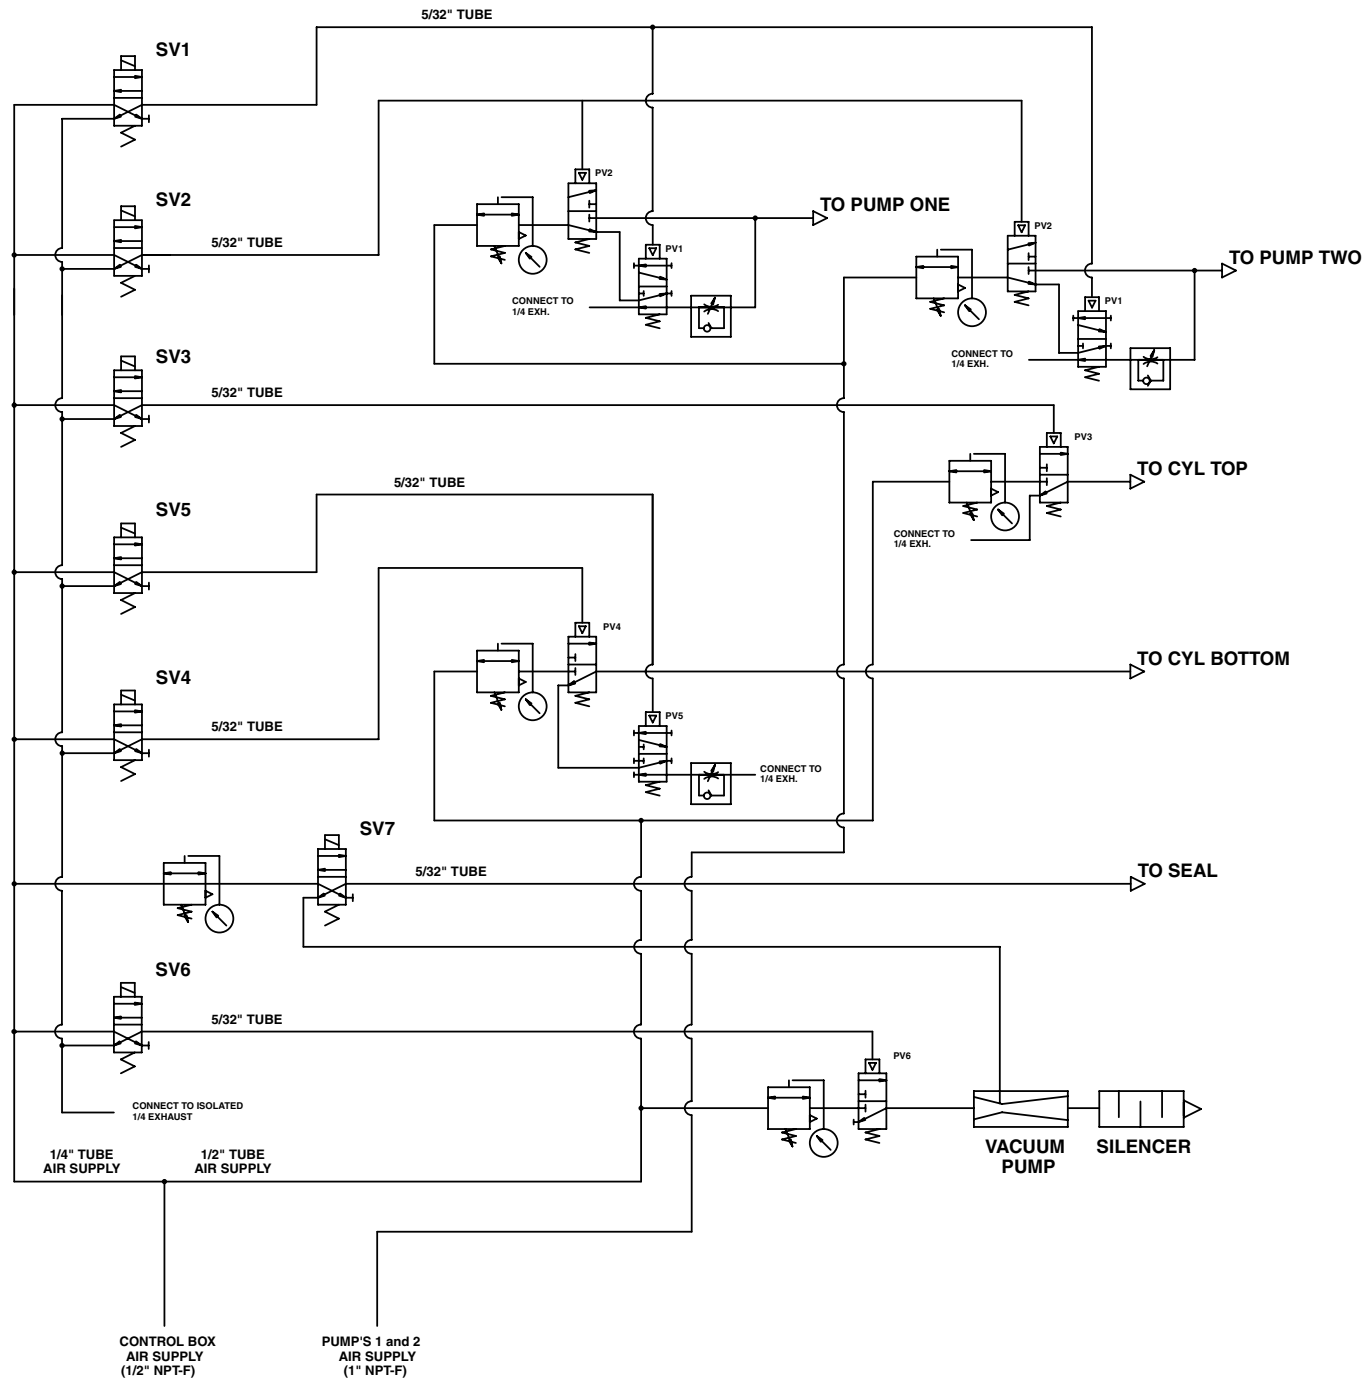 5/32" TUBE
SV1
SV2
5/32" TUBE
PV2
TO PUMP ONE
PV1
CONNECT TO
1/4 EXH.
PV2
TO PUMP TWO
PV1
CONNECT TO
1/4 EXH.
SV3
5/32" TUBE
PV3
TO CYL TOP
CONNECT TO
1/4 EXH.
SV5
5/32" TUBE
PV4
TO CYL BOTTOM
SV4
5/32" TUBE
PV5
CONNECT TO
1/4 EXH.
SV7
5/32" TUBE
TO SEAL
SV6
5/32" TUBE
PV6
CONNECT TO ISOLATED
1/4 EXHAUST
VACUUM
PUMP
SILENCER
1/4" TUBE
AIR SUPPLY
1/2" TUBE
AIR SUPPLY
CONTROL BOX
AIR SUPPLY
(1/2" NPT-F)
PUMP'S 1 and 2
AIR SUPPLY
(1" NPT-F)